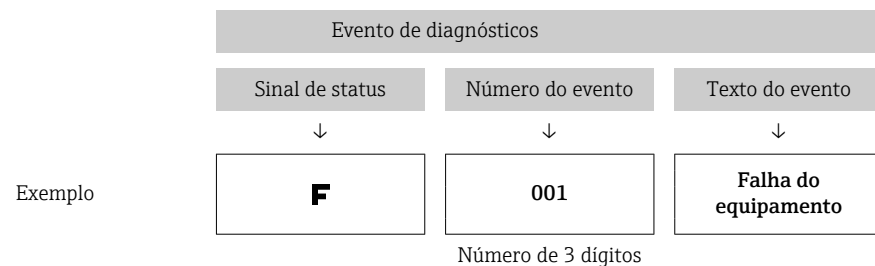 Evento de diagnósticos
Sinal de status Número do evento Texto do evento
↓ ↓ ↓
Exemplo F 001 Falha do
equipamento
Número de 3 dígitos